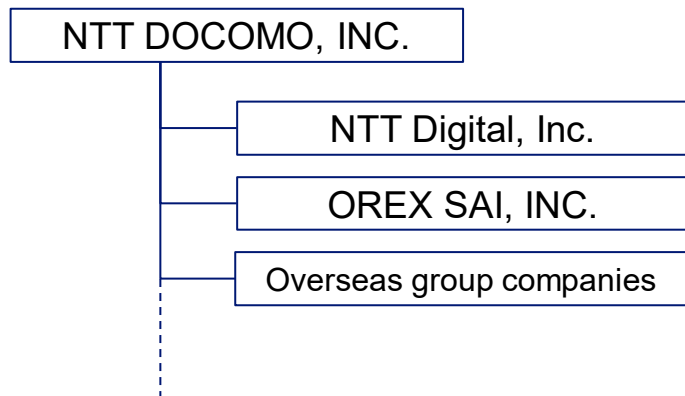 NTT DOCOMO, INC.
NTT Digital, Inc.
OREX SAI, INC.
Overseas group companies